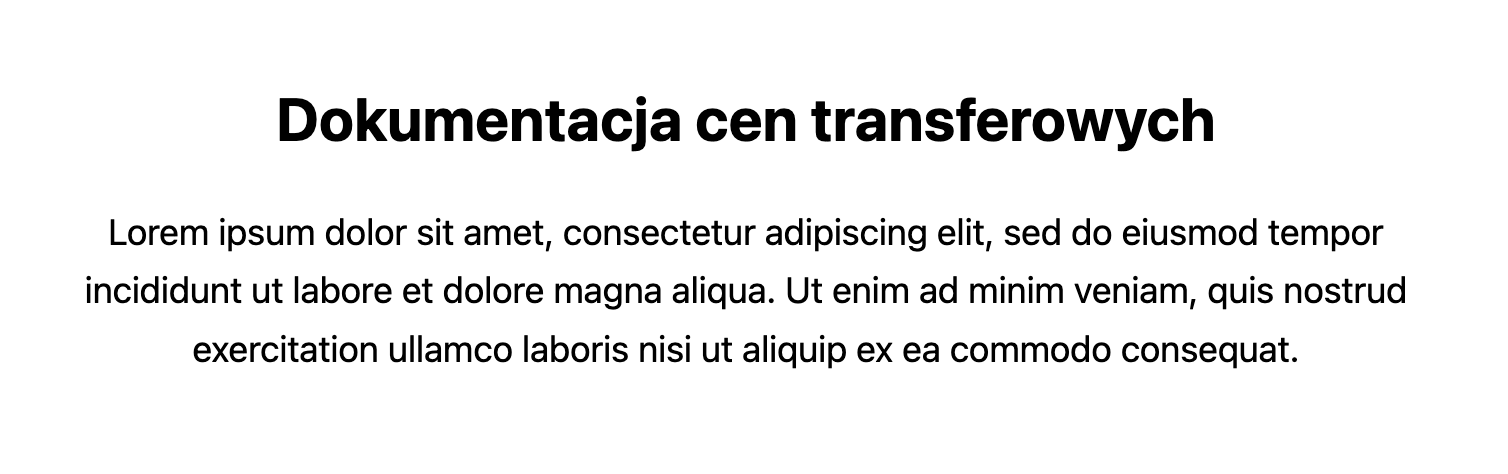 Dokumentacja cen transferowych
Lorem ipsum dolor sit amet, consectetur adipiscing elit, sed do eiusmod tempor
incididunt ut labore et dolore magna aliqua. Ut enim ad minim veniam, quis nostrud
exercitation ullamco laboris nisi ut aliquip ex ea commodo consequat.